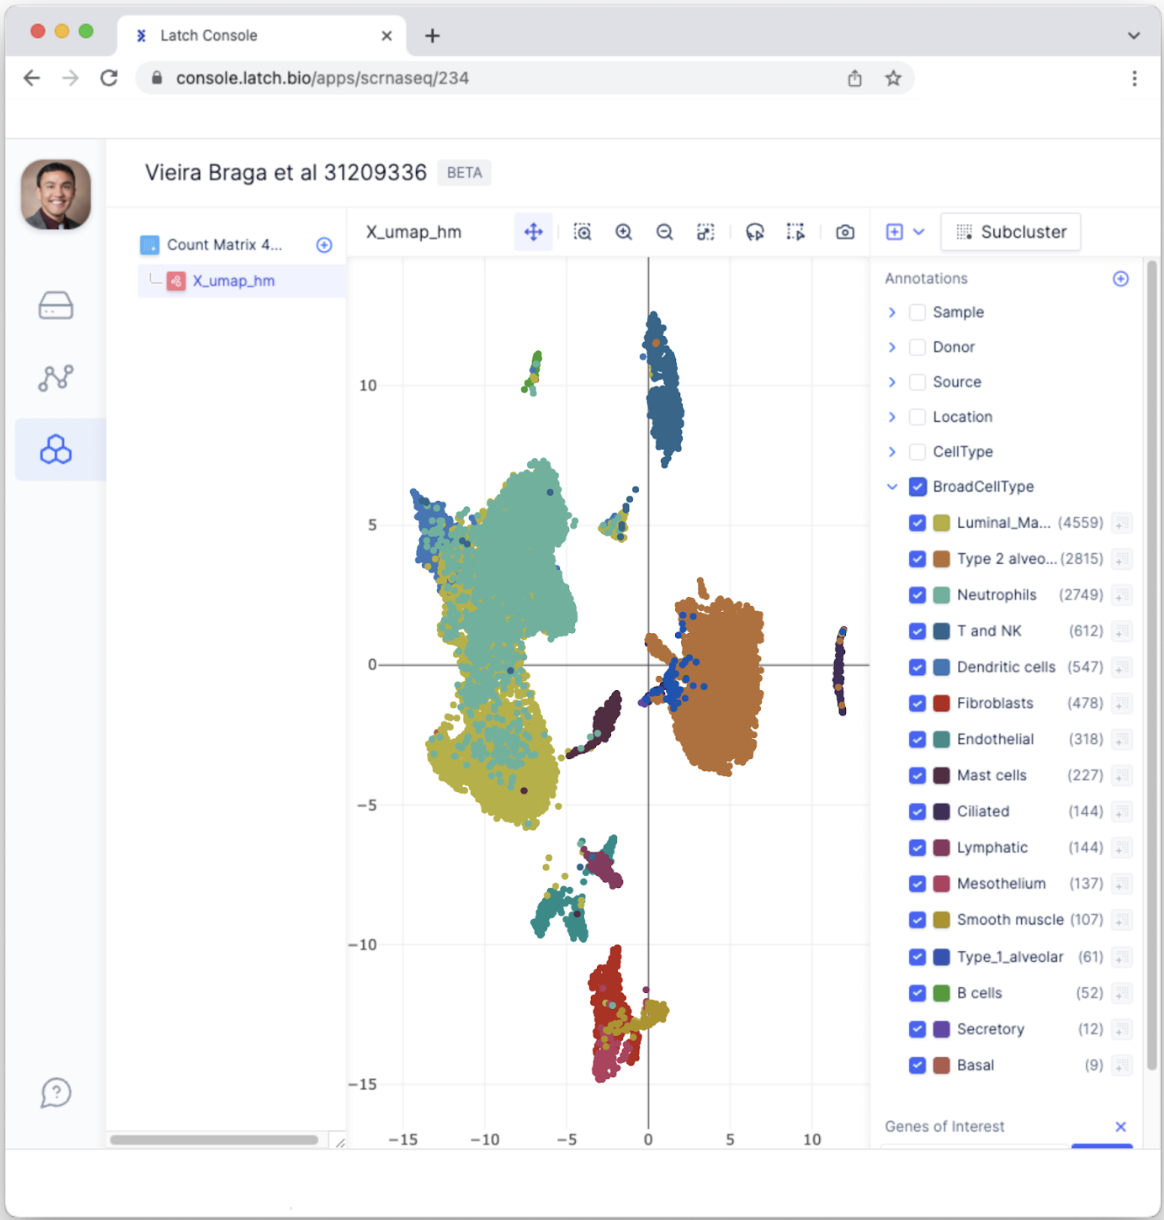 Latch Console
console.latch.bio/apps/scrnaseq/234
Vieira Braga et al 31209336 BETA
Count Matrix 4...
X_umap_hm
X_umap_hm
Subcluster
10
5
0
−5
−10
−15
−15 −10 −5 0 5 10
Annotations
Sample
Donor
Source
Location
CellType
BroadCellType
Luminal_Ma... (4559)
Type 2 alveo... (2815)
Neutrophils (2749)
T and NK (612)
Dendritic cells (547)
Fibroblasts (478)
Endothelial (318)
Mast cells (227)
Ciliated (144)
Lymphatic (144)
Mesothelium (137)
Smooth muscle (107)
Type_1_alveolar (61)
B cells (52)
Secretory (12)
Basal (9)
Genes of Interest